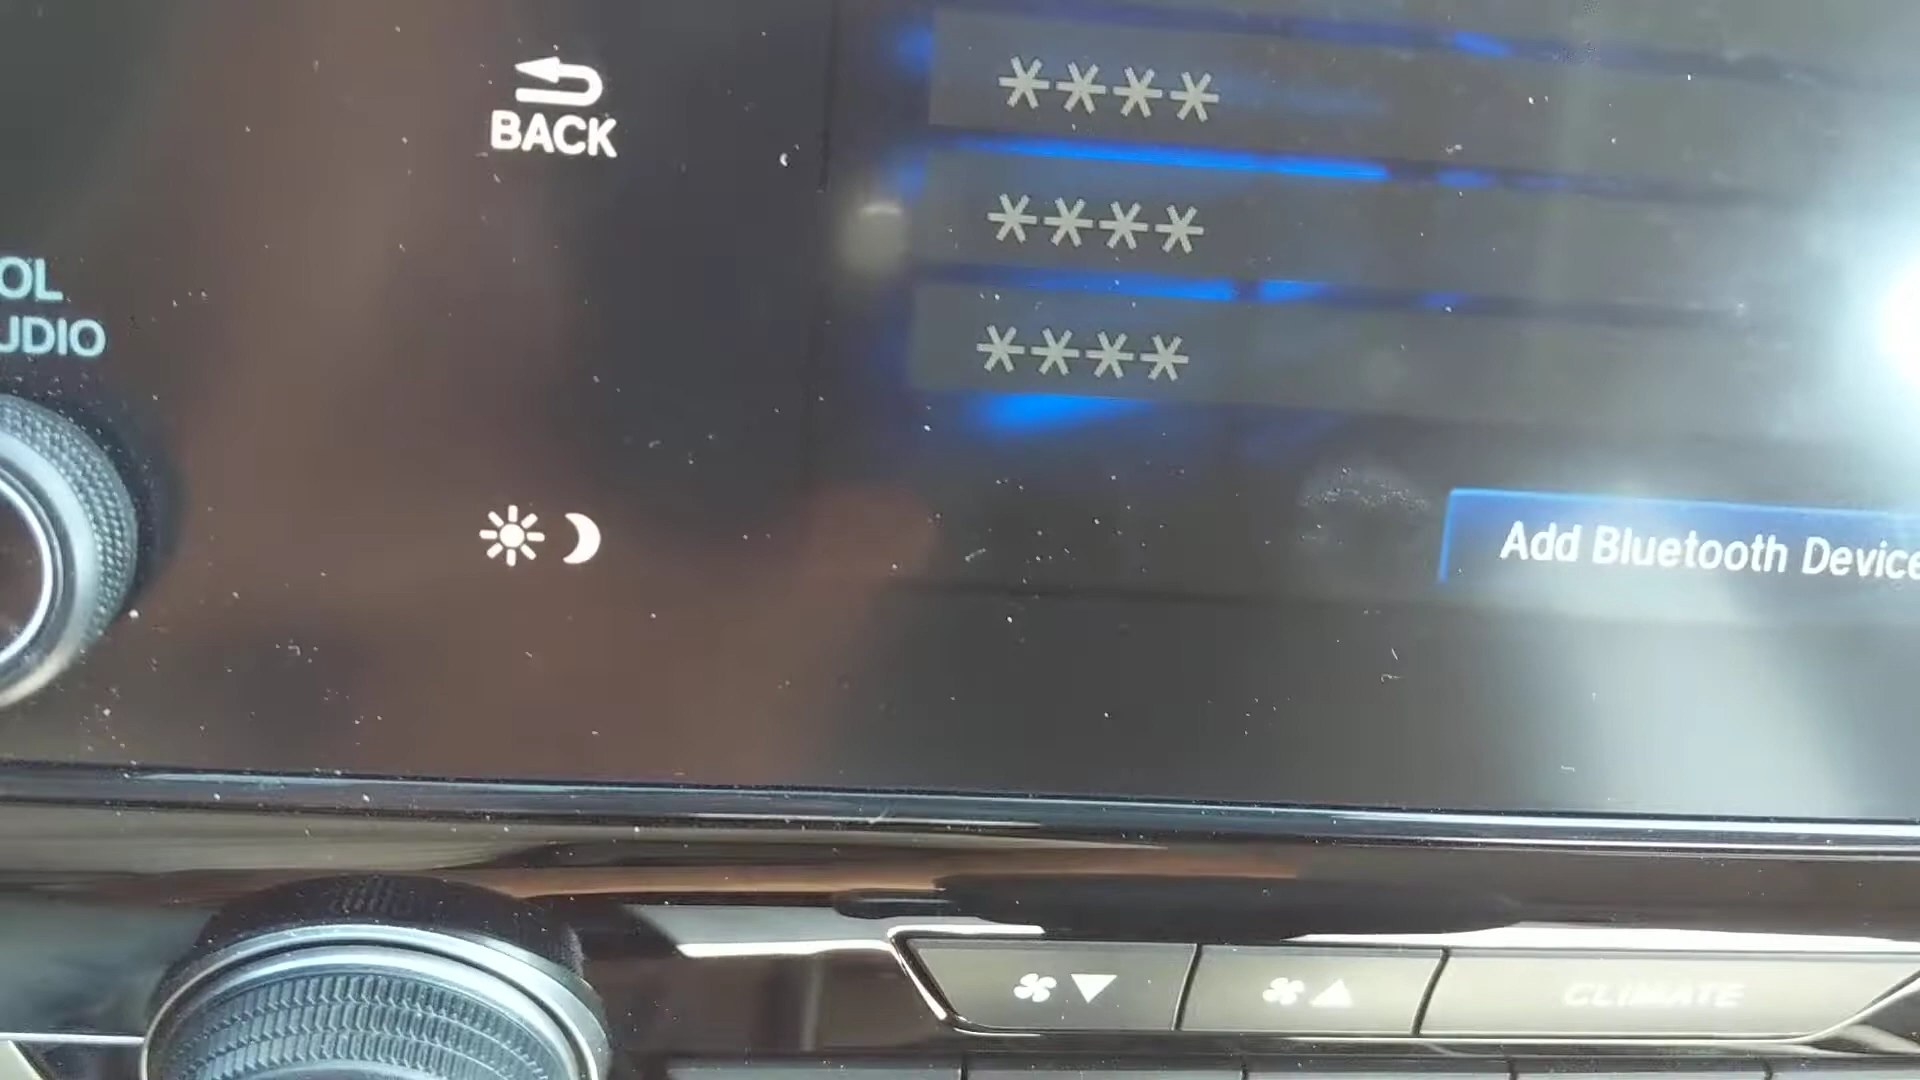 BACK
****
****
****
OL
UDIO
Add Bluetooth Device
CLIMATE